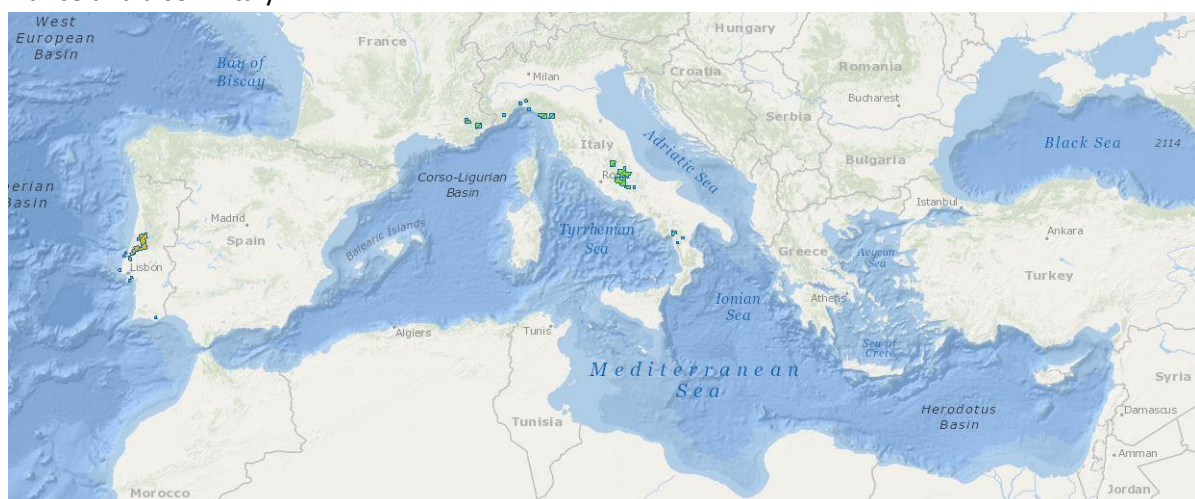 West
European
Basin
France
Bay of
Biscay
Milan
Hungary
Croatia
Romania
Bucharest
Serbia
Italy
Adriatic Sea
Black Sea
2114
Bulgaria
Corso-Ligurian
Basin
Istanbul
Madrid
Spain
Balearic Islands
Tyrrhenian
Sea
Ankara
Greece
Aegean
Sea
Turkey
Lisbon
Athens
Ionian
Sea
Algiers
Tunis
Sea of
Crete
Mediterranean
Sea
Syria
Herodotus
Basin
Damascus
Tunisia
Amman
Morocco
Jordan